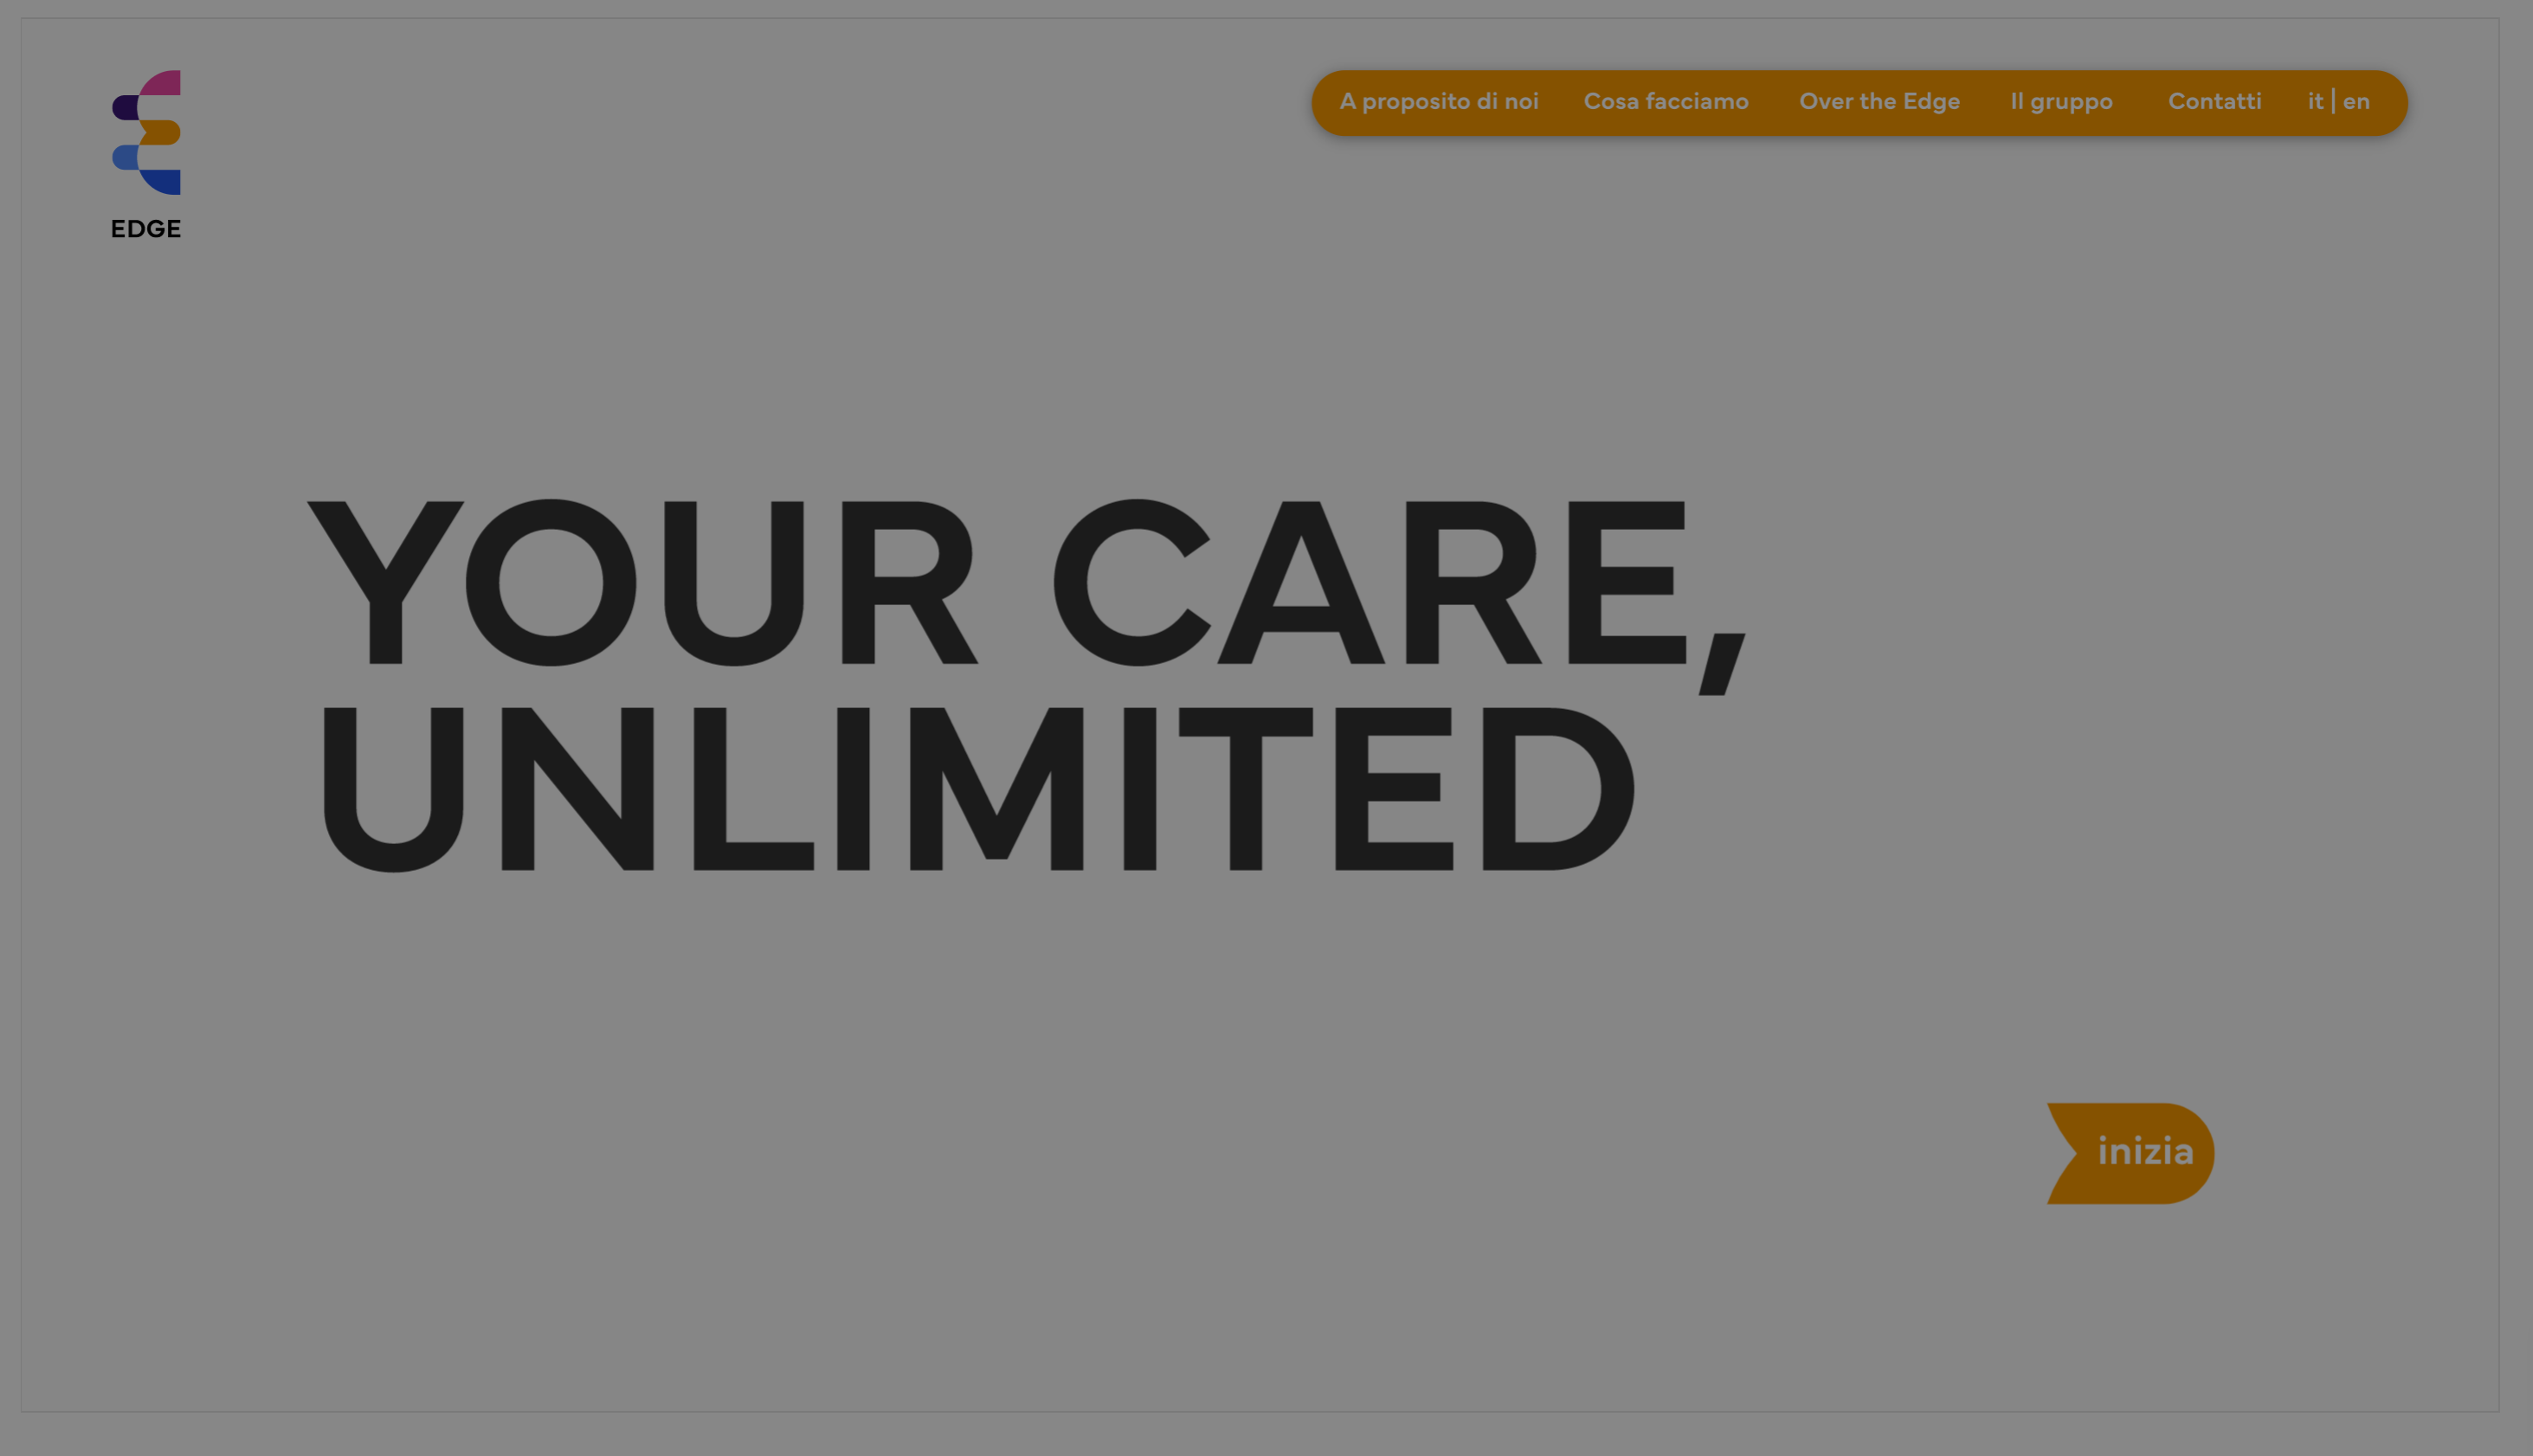 EDGE
A proposito di noi Cosa facciamo Over the Edge Il gruppo Contatti it | en
YOUR CARE,
UNLIMITED
inizia